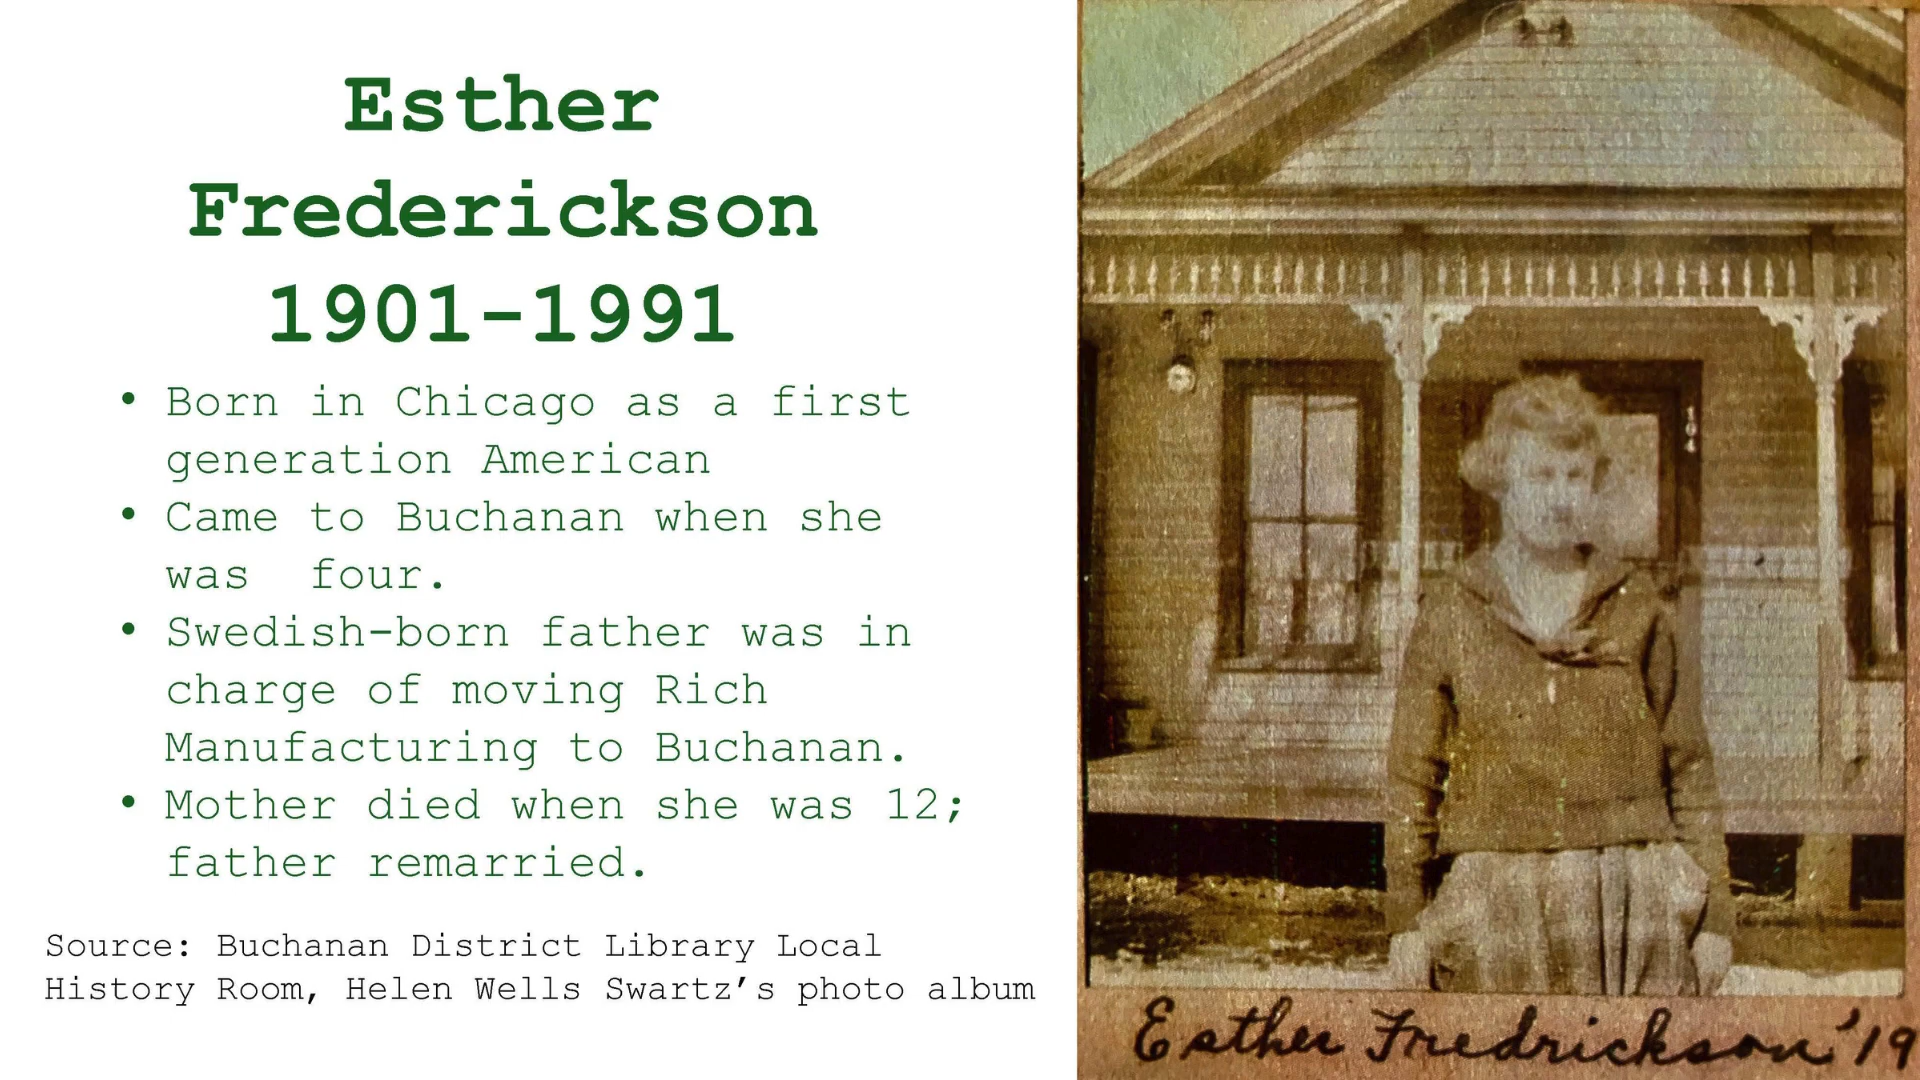 Esther
Frederickson
1901-1991
• Born in Chicago as a first
generation American
• Came to Buchanan when she
was four.
• Swedish-born father was in
charge of moving Rich
Manufacturing to Buchanan.
• Mother died when she was 12;
father remarried.
Source: Buchanan District Library Local
History Room, Helen Wells Swartz’s photo album
104
Esther Fredrickson '19